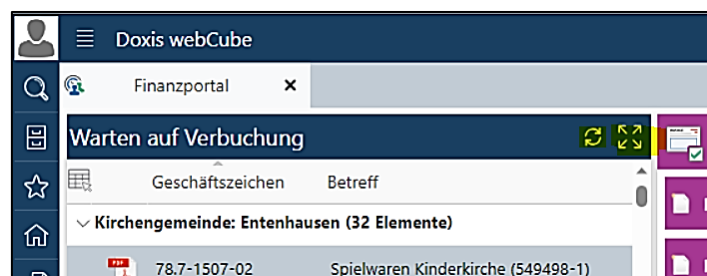 Doxis webCube
Finanzportal
Warten auf Verbuchung
Geschäftszeichen Betreff
Kirchengemeinde: Entenhausen (32 Elemente)
PDF 78.7-1507-02 Spielwaren Kinderkirche (549498-1)